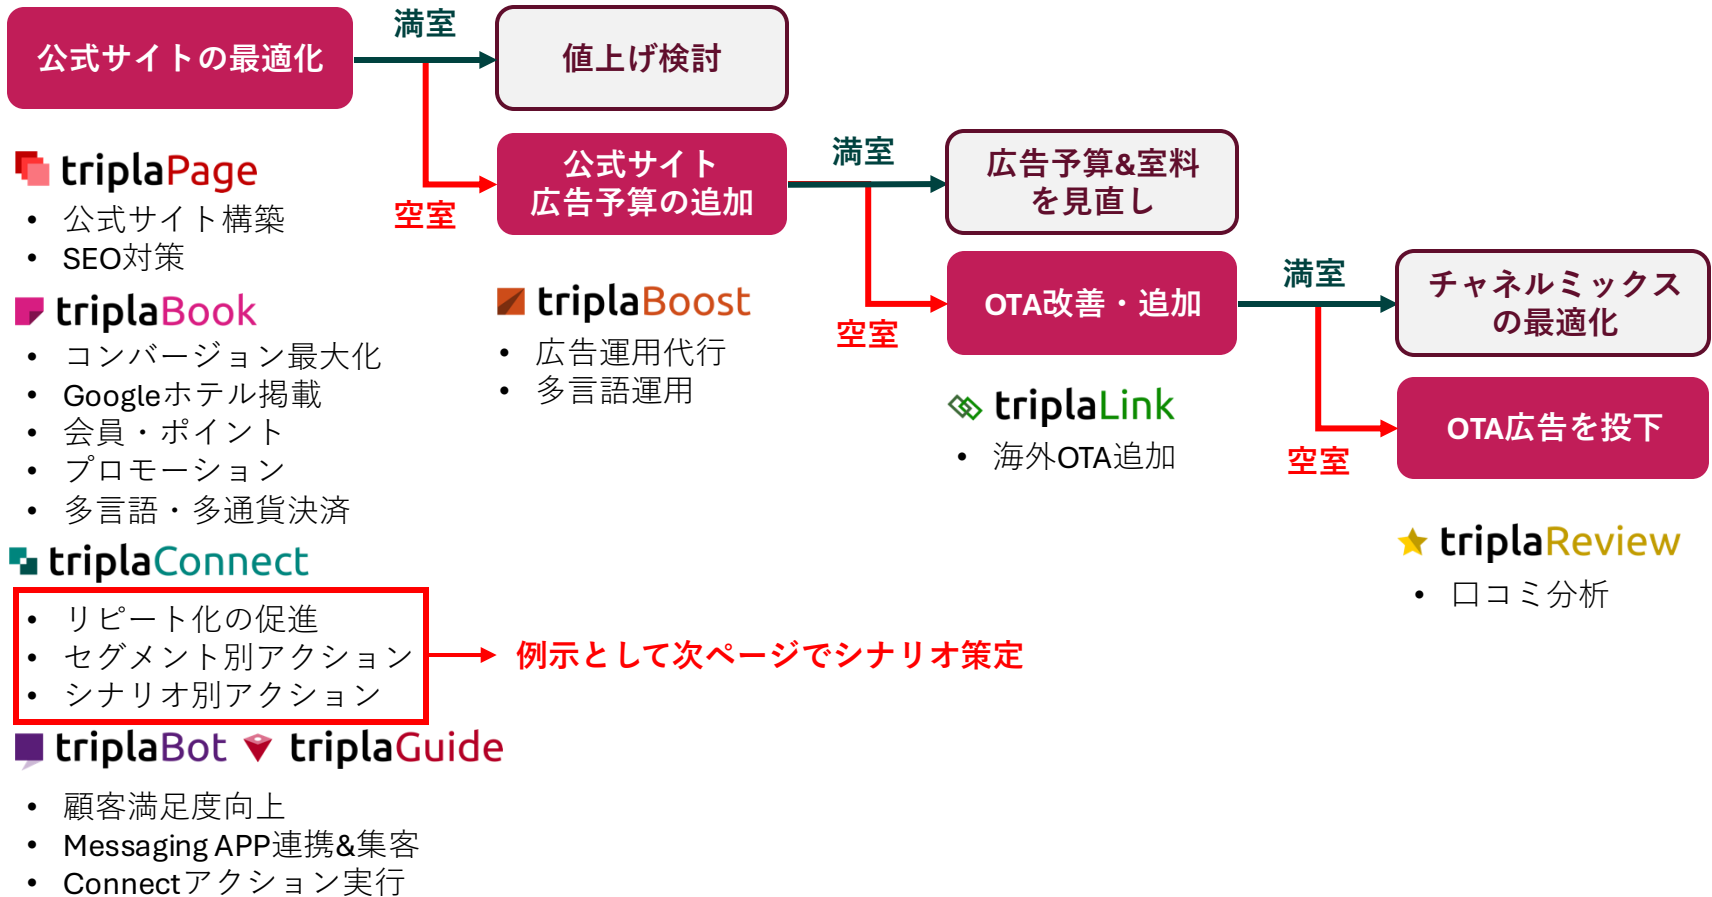 公式サイトの最適化
満室
値上げ検討
空室
公式サイト
広告予算の追加
満室
広告予算&室料
を見直し
空室
OTA改善・追加
満室
チャネルミックス
の最適化
空室
OTA広告を投下
triplaPage
• 公式サイト構築
• SEO対策
triplaBook
• コンバージョン最大化
• Googleホテル掲載
• 会員・ポイント
• プロモーション
• 多言語・多通貨決済
triplaConnect
• リピート化の促進
• セグメント別アクション
• シナリオ別アクション
例示として次ページでシナリオ策定
triplaBot triplaGuide
• 顧客満足度向上
• Messaging APP連携&集客
• Connectアクション実行
triplaBoost
• 広告運用代行
• 多言語運用
triplaLink
• 海外OTA追加
triplaReview
• 口コミ分析